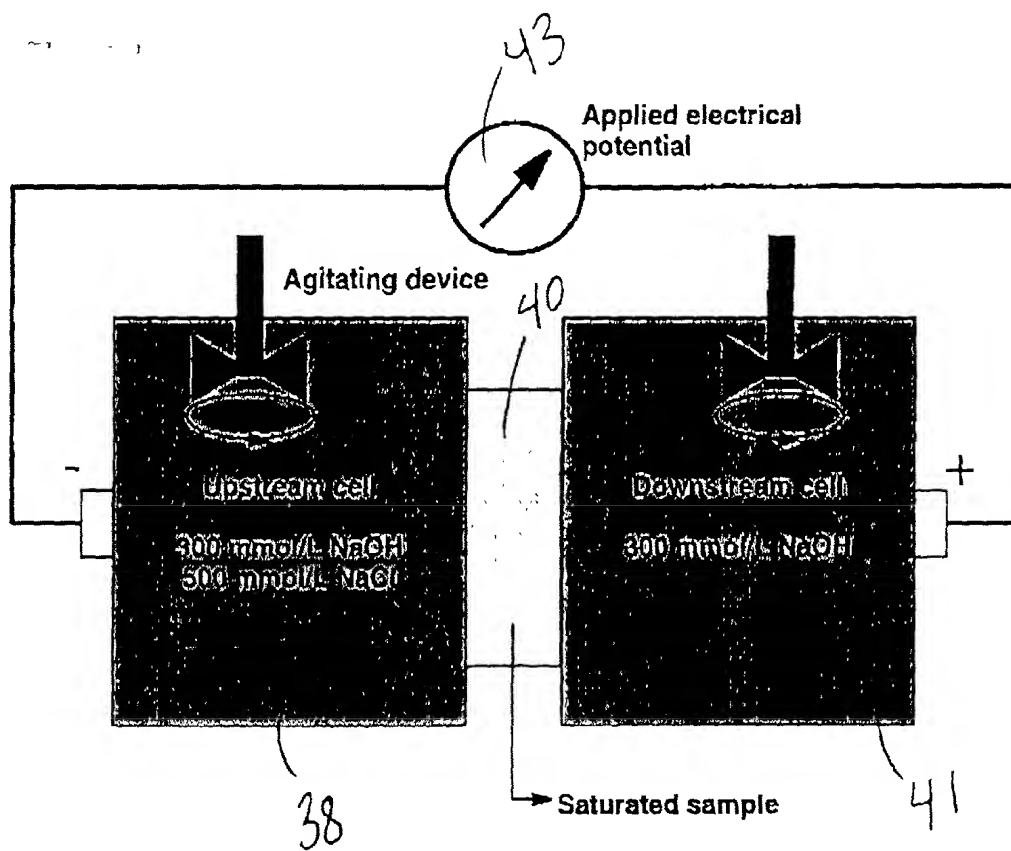 43
Applied electrical
potential
Agitating device
40
-
Upstream cell
300 mmol/L NaOH
500 mmol/L NaCl
Downstream cell
300 mmol/L NaOH
+
38
Saturated sample
41